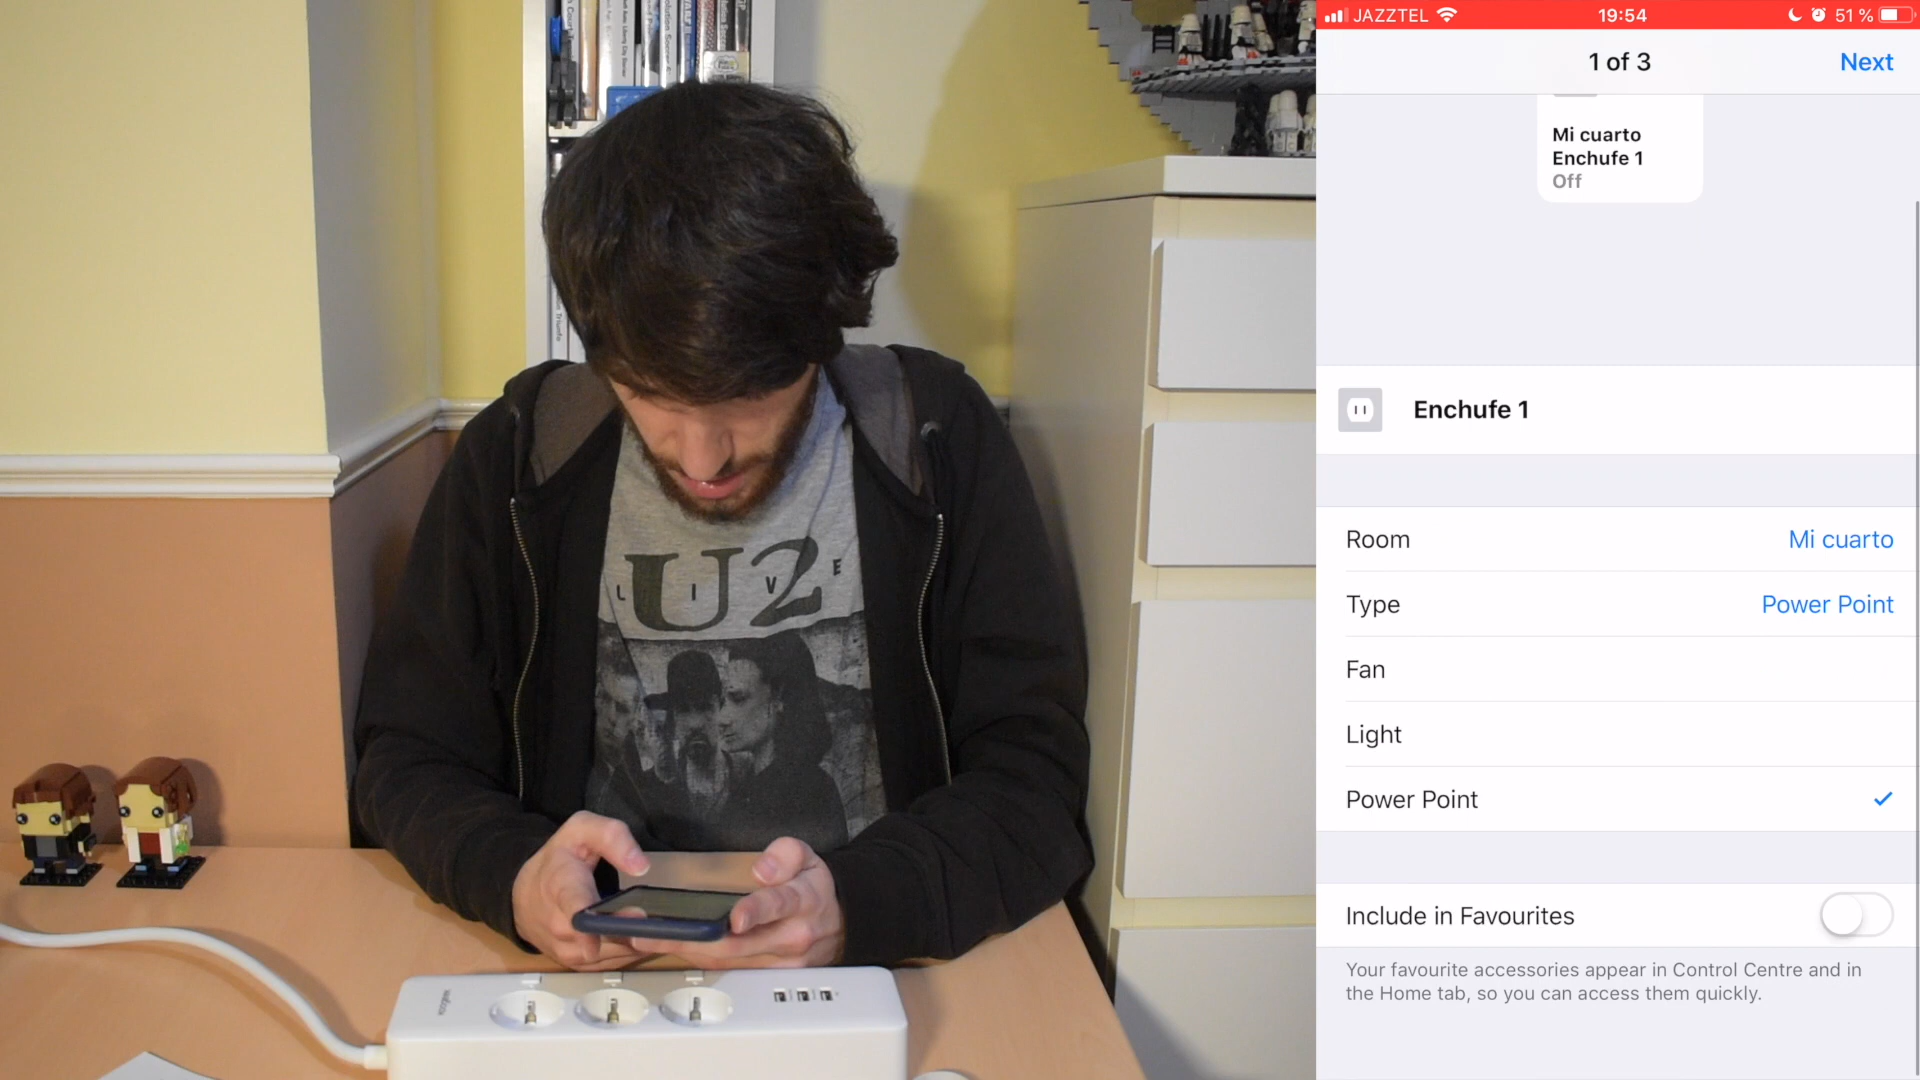 U2
L I V E
JAZZTEL
19:54
51 %
1 of 3
Next
Mi cuarto
Enchufe 1
Off
Enchufe 1
Room
Mi cuarto
Type
Power Point
Fan
Light
Power Point
Include in Favourites
Your favourite accessories appear in Control Centre and in
the Home tab, so you can access them quickly.